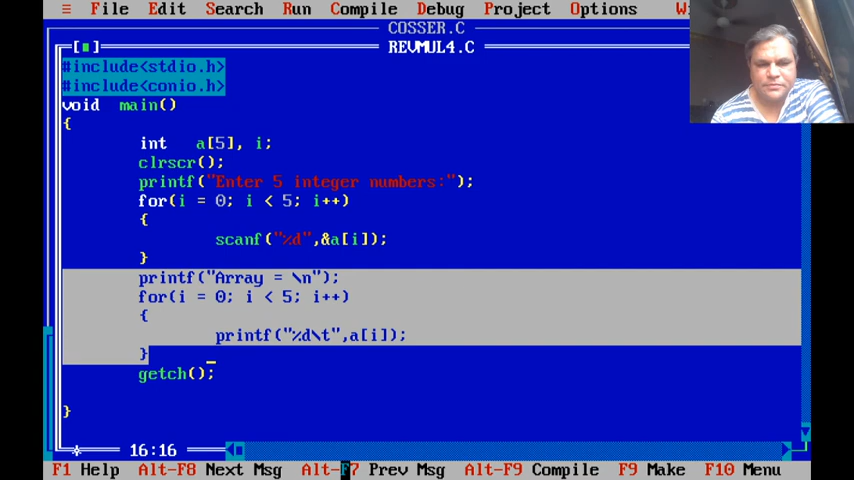 ≡ File Edit Search Run Compile Debug Project Options
COSSER.C
[■] REVMUL4.C
#include<stdio.h>
#include<conio.h>
void main()
{
int a[5], i;
clrscr();
printf("Enter 5 integer numbers:");
for(i = 0; i < 5; i++)
{
scanf("%d",&a[i]);
}
printf("Array = \n");
for(i = 0; i < 5; i++)
{
printf("%d\t",a[i]);
}
getch();
}
* 16:16
F1 Help Alt-F8 Next Msg Alt-F7 Prev Msg Alt-F9 Compile F9 Make F10 Menu